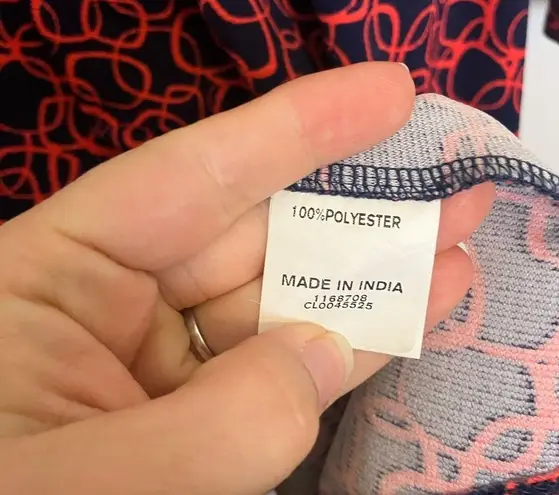 100%POLYESTER
MADE IN INDIA
1168708
CL0045525